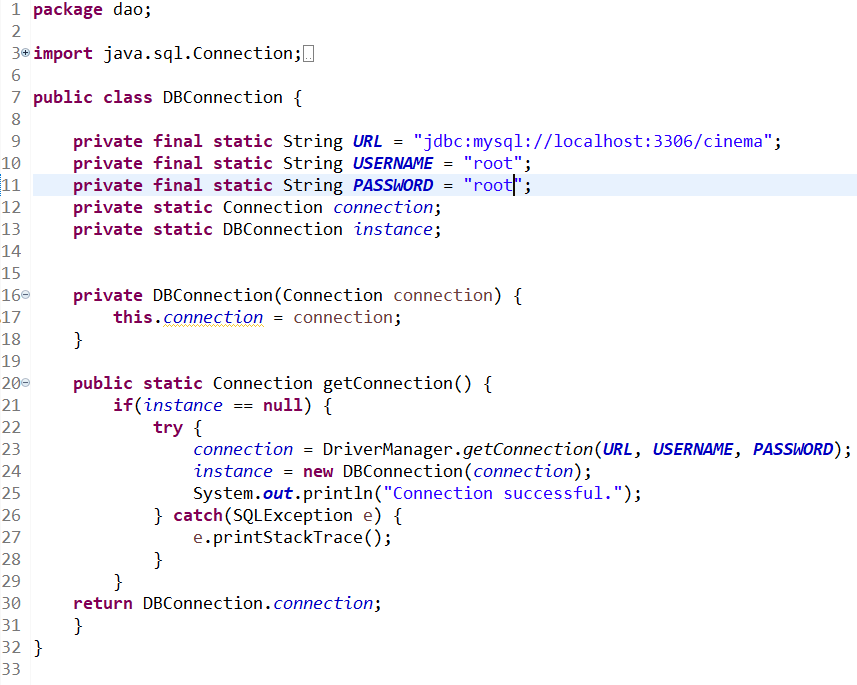 1 package dao;
2
3 import java.sql.Connection;
6
7 public class DBConnection {
8
9 private final static String URL = "jdbc:mysql://localhost:3306/cinema";
10 private final static String USERNAME = "root";
11 private final static String PASSWORD = "root";
12 private static Connection connection;
13 private static DBConnection instance;
14
15
16 private DBConnection(Connection connection) {
17 this.connection = connection;
18 }
19
20 public static Connection getConnection() {
21 if(instance == null) {
22 try {
23 connection = DriverManager.getConnection(URL, USERNAME, PASSWORD);
24 instance = new DBConnection(connection);
25 System.out.println("Connection successful.");
26 } catch(SQLException e) {
27 e.printStackTrace();
28 }
29 }
30 return DBConnection.connection;
31 }
32 }
33